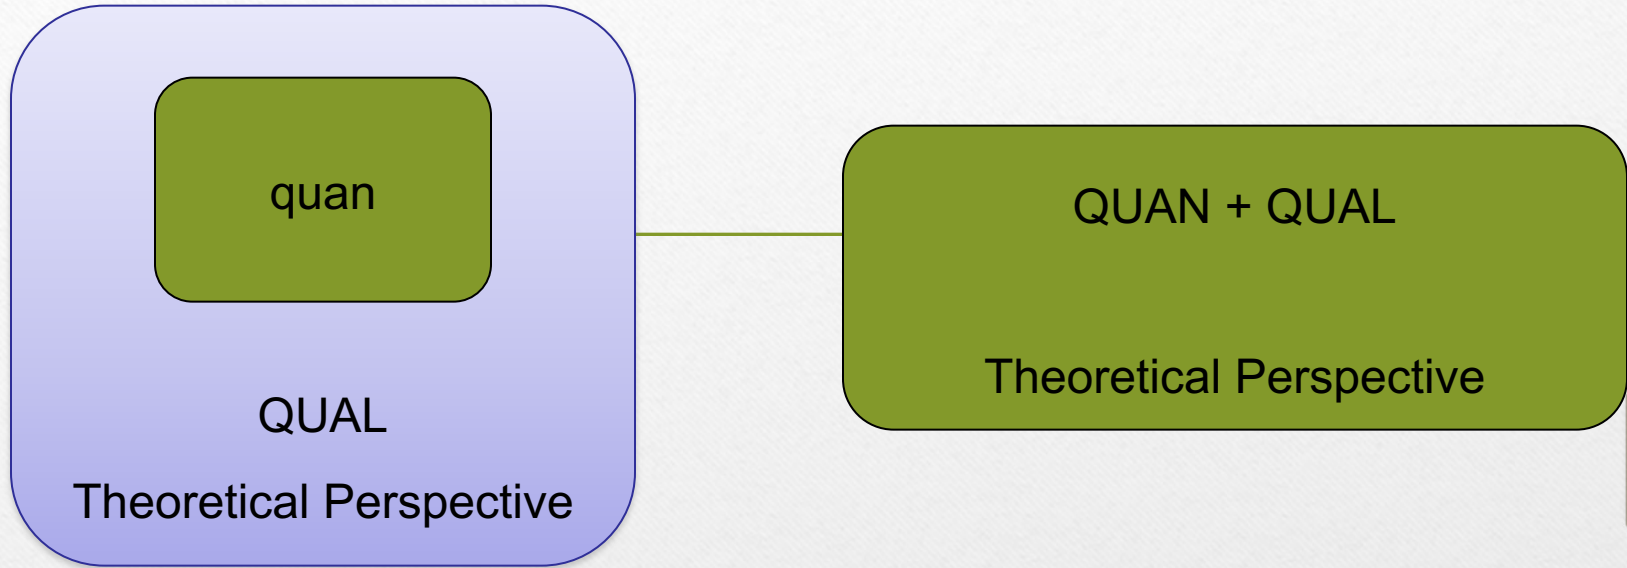 quan
QUAL
Theoretical Perspective
QUAN + QUAL
Theoretical Perspective